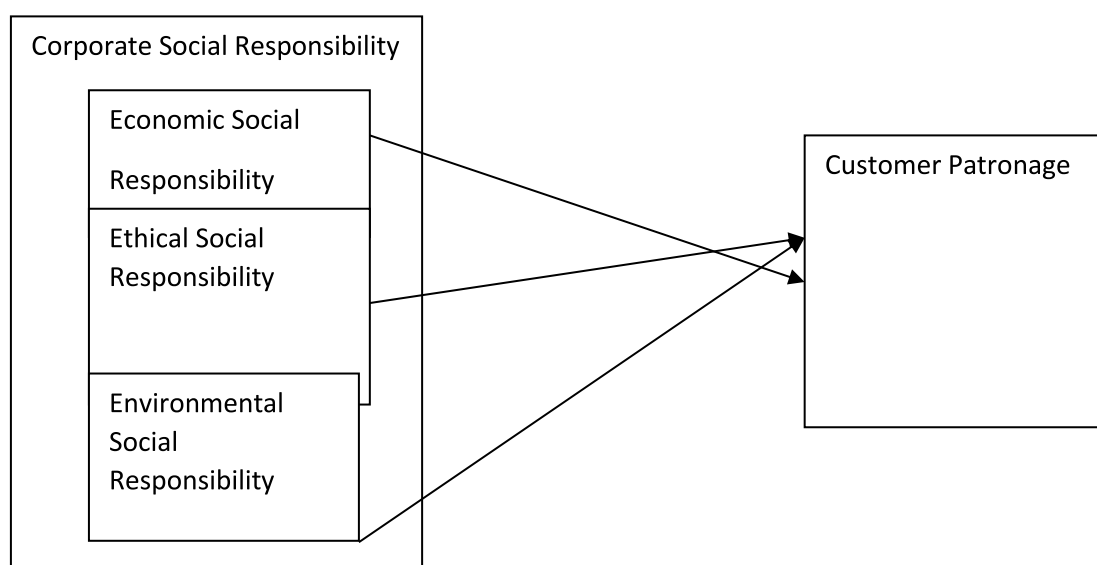 Corporate Social Responsibility
Economic Social
Responsibility
Ethical Social
Responsibility
Environmental
Social
Responsibility
Customer Patronage